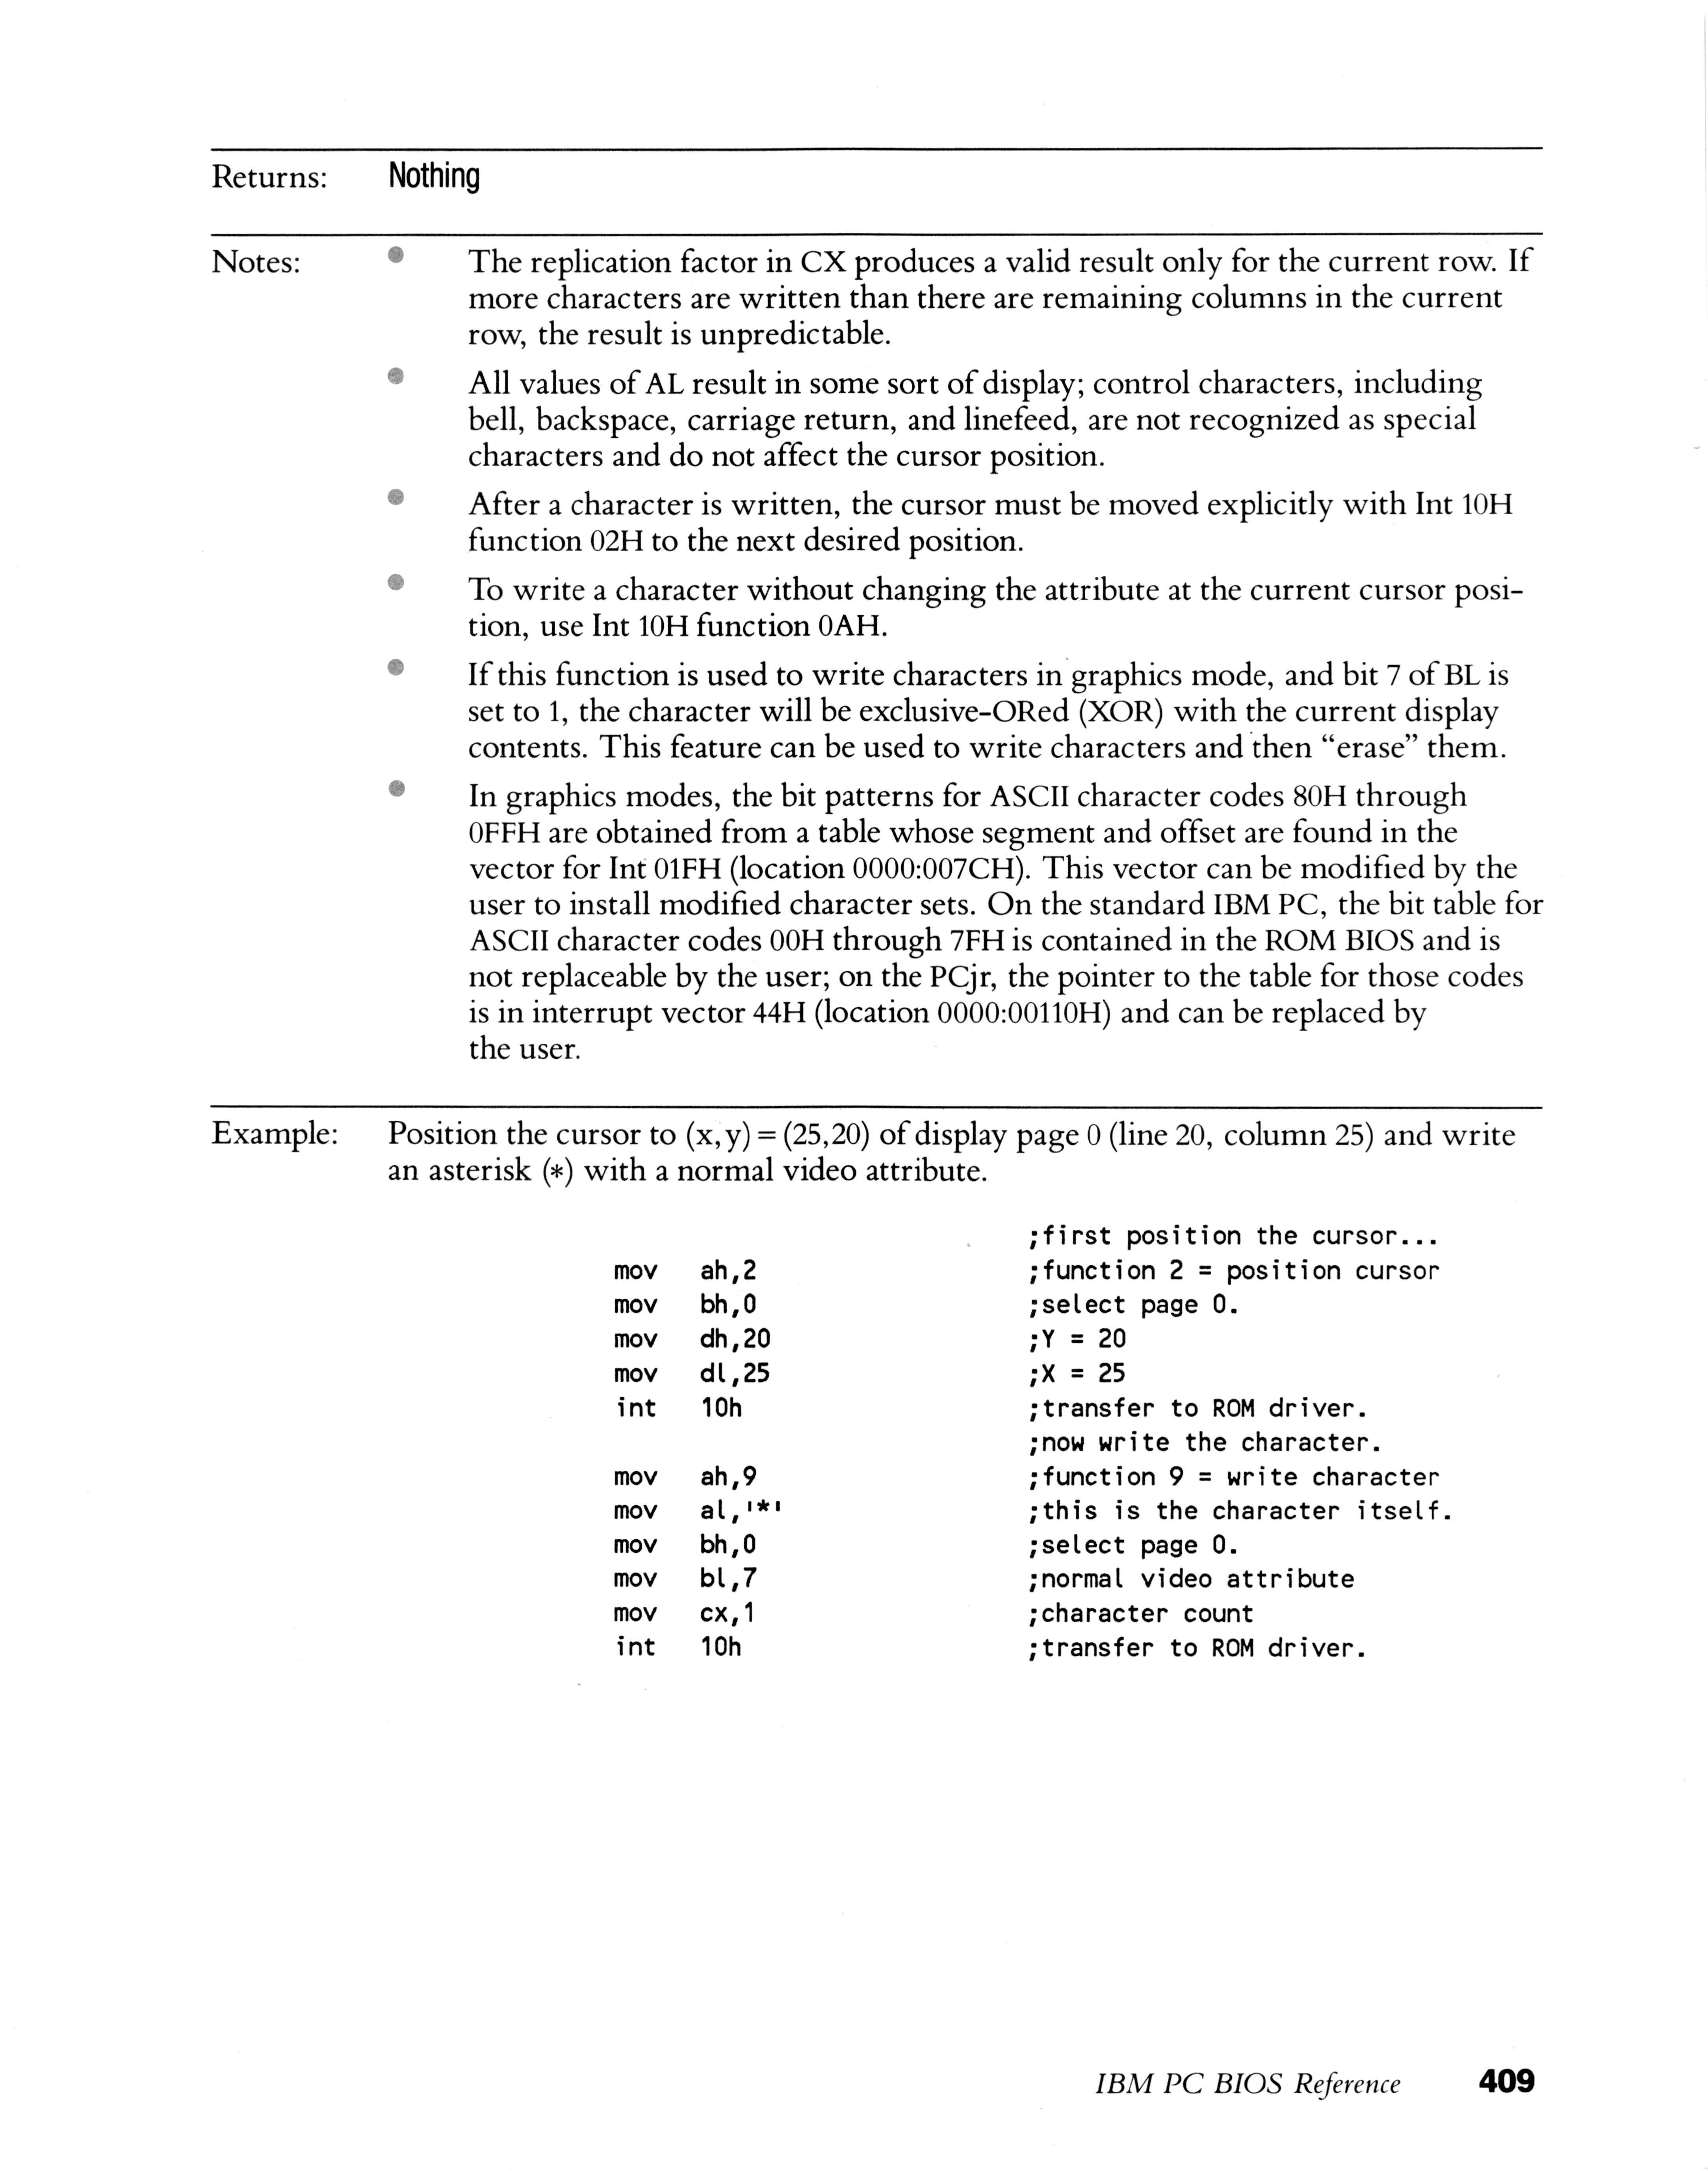 Returns: Nothing
Notes: The replication factor in CX produces a valid result only for the current row. If
more characters are written than there are remaining columns in the current
row, the result is unpredictable.
All values of AL result in some sort of display; control characters, including
bell, backspace, carriage return, and linefeed, are not recognized as special
characters and do not affect the cursor position.
After a character is written, the cursor must be moved explicitly with Int 10H
function 02H to the next desired position.
To write a character without changing the attribute at the current cursor posi-
tion, use Int 10H function 0AH.
If this function is used to write characters in graphics mode, and bit 7 of BL is
set to 1, the character will be exclusive-ORed (XOR) with the current display
contents. This feature can be used to write characters and then “erase” them.
In graphics modes, the bit patterns for ASCII character codes 80H through
0FFH are obtained from a table whose segment and offset are found in the
vector for Int 01FH (location 0000:007CH). This vector can be modified by the
user to install modified character sets. On the standard IBM PC, the bit table for
ASCII character codes 00H through 7FH is contained in the ROM BIOS and is
not replaceable by the user; on the PCjr, the pointer to the table for those codes
is in interrupt vector 44H (location 0000:00110H) and can be replaced by
the user.
Example: Position the cursor to (x,y) = (25,20) of display page 0 (line 20, column 25) and write
an asterisk (*) with a normal video attribute.
;first position the cursor...
mov ah,2 ;function 2 = position cursor
mov bh,0 ;select page 0.
mov dh,20 ;Y = 20
mov dl,25 ;X = 25
int 10h ;transfer to ROM driver.
;now write the character.
mov ah,9 ;function 9 = write character
mov al,'*' ;this is the character itself.
mov bh,0 ;select page 0.
mov bl,7 ;normal video attribute
mov cx,1 ;character count
int 10h ;transfer to ROM driver.
IBM PC BIOS Reference 409